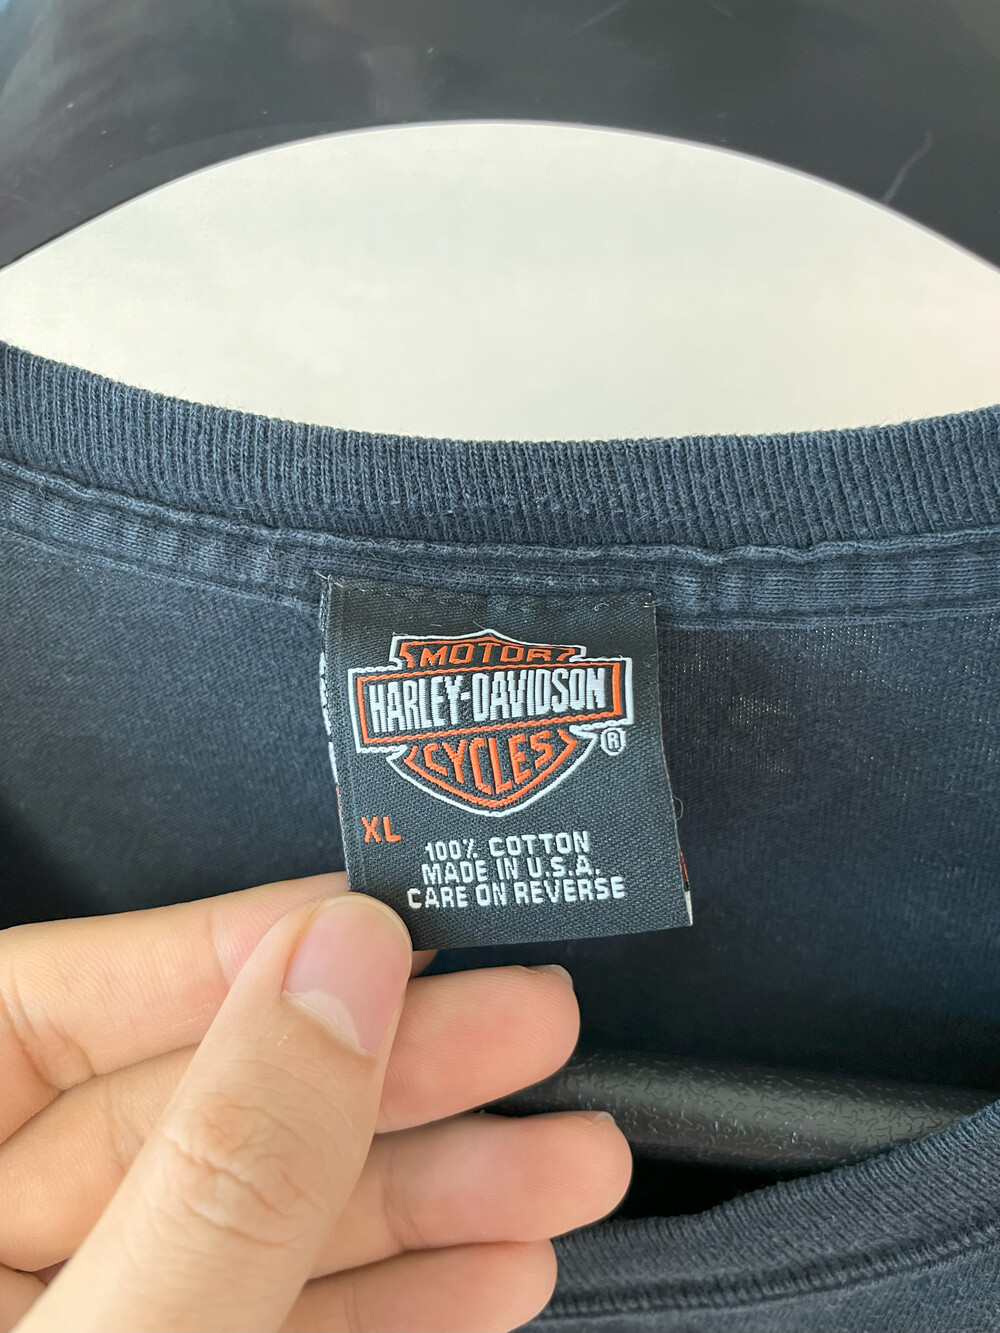 MOTOR
HARLEY-DAVIDSON
CYCLES
®
XL
100% COTTON
MADE IN U.S.A.
CARE ON REVERSE